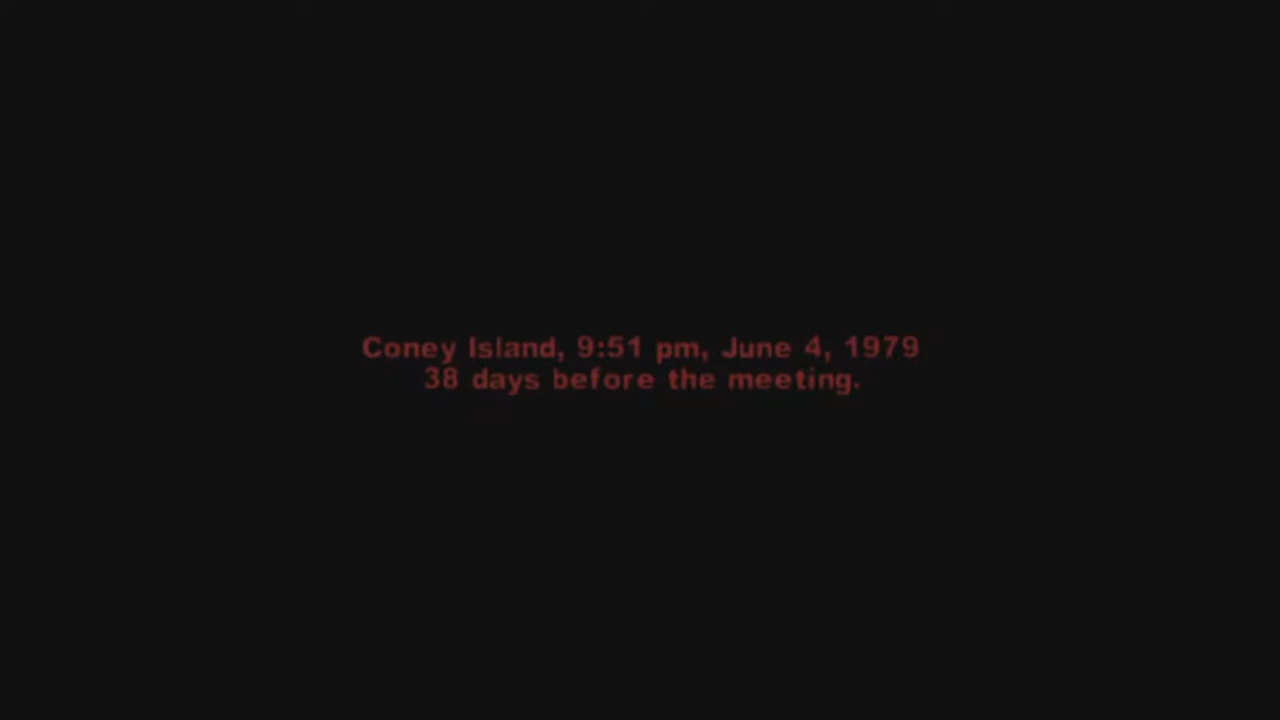 Coney Island, 9:51 pm, June 4, 1979
38 days before the meeting.